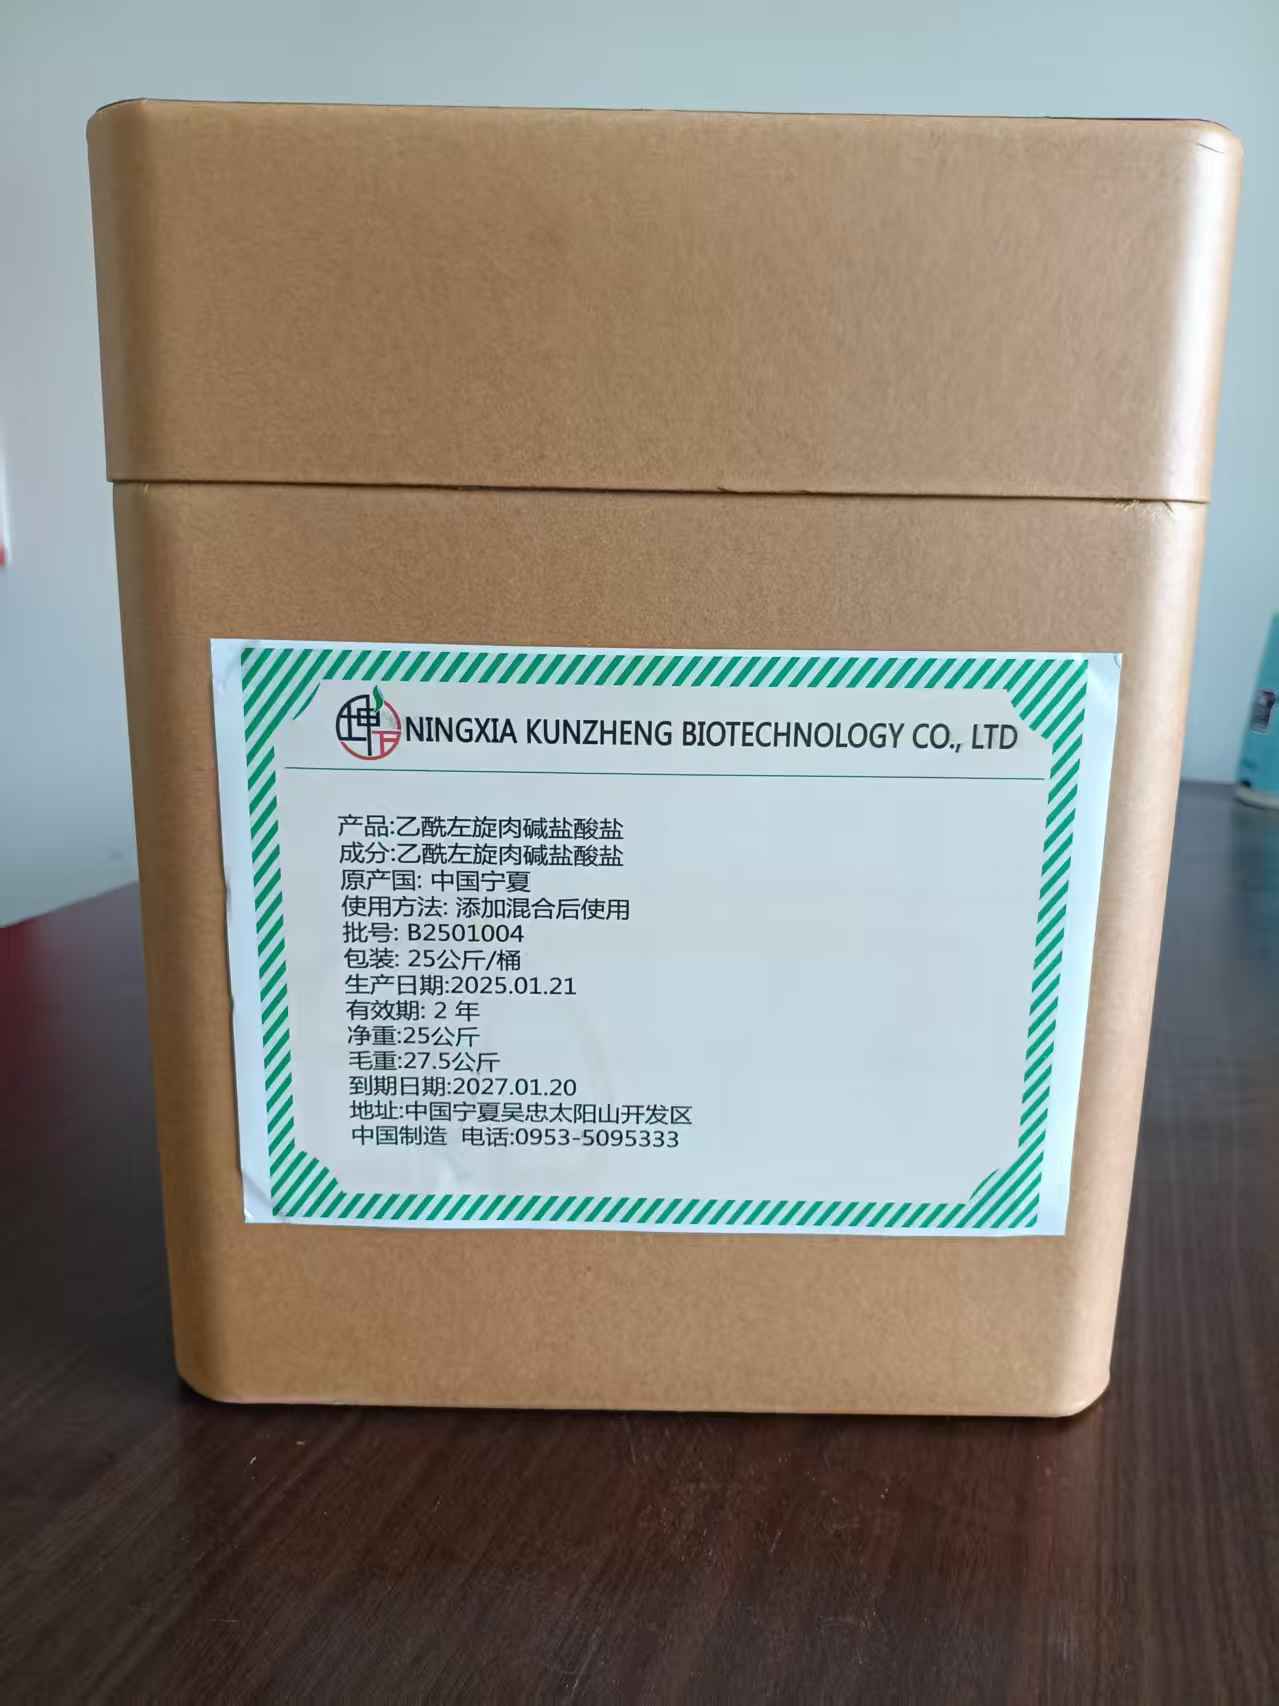 坤正
NINGXIA KUNZHENG BIOTECHNOLOGY CO., LTD
产品:乙酰左旋肉碱盐酸盐
成分:乙酰左旋肉碱盐酸盐
原产国: 中国宁夏
使用方法: 添加混合后使用
批号: B2501004
包装: 25公斤/桶
生产日期:2025.01.21
有效期: 2 年
净重:25公斤
毛重:27.5公斤
到期日期:2027.01.20
地址:中国宁夏吴忠太阳山开发区
中国制造 电话:0953-5095333